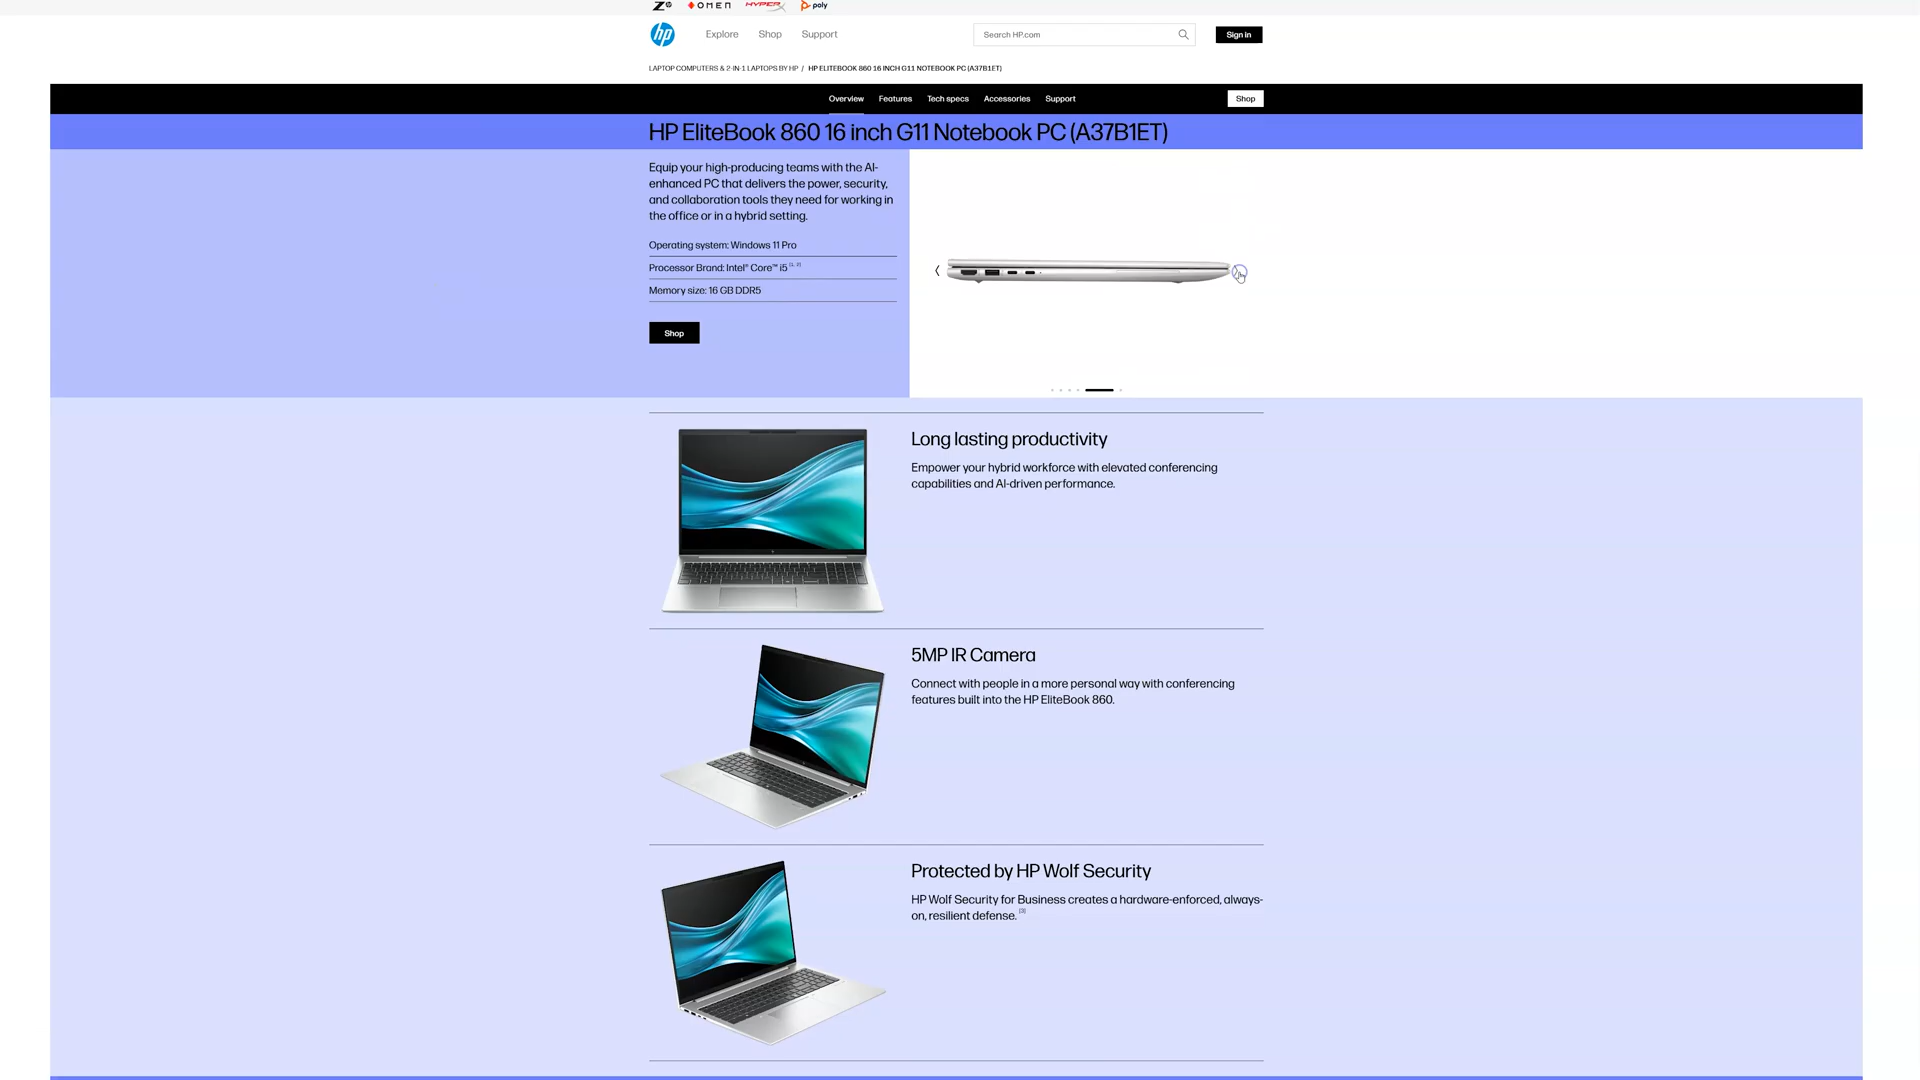 OMEN HYPERX poly
hp Explore Shop Support Search HP.com Sign in
LAPTOP COMPUTERS & 2-IN-1 LAPTOPS BY HP / HP ELITEBOOK 860 16 INCH G11 NOTEBOOK PC (A37B1ET)
Overview Features Tech specs Accessories Support Shop
HP EliteBook 860 16 inch G11 Notebook PC (A37B1ET)
Equip your high-producing teams with the AI-
enhanced PC that delivers the power, security,
and collaboration tools they need for working in
the office or in a hybrid setting.
Operating system: Windows 11 Pro
Processor Brand: Intel® Core™ i5 [1, 2]
Memory size: 16 GB DDR5
Shop
Long lasting productivity
Empower your hybrid workforce with elevated conferencing
capabilities and AI-driven performance.
5MP IR Camera
Connect with people in a more personal way with conferencing
features built into the HP EliteBook 860.
Protected by HP Wolf Security
HP Wolf Security for Business creates a hardware-enforced, always-
on, resilient defense. [3]